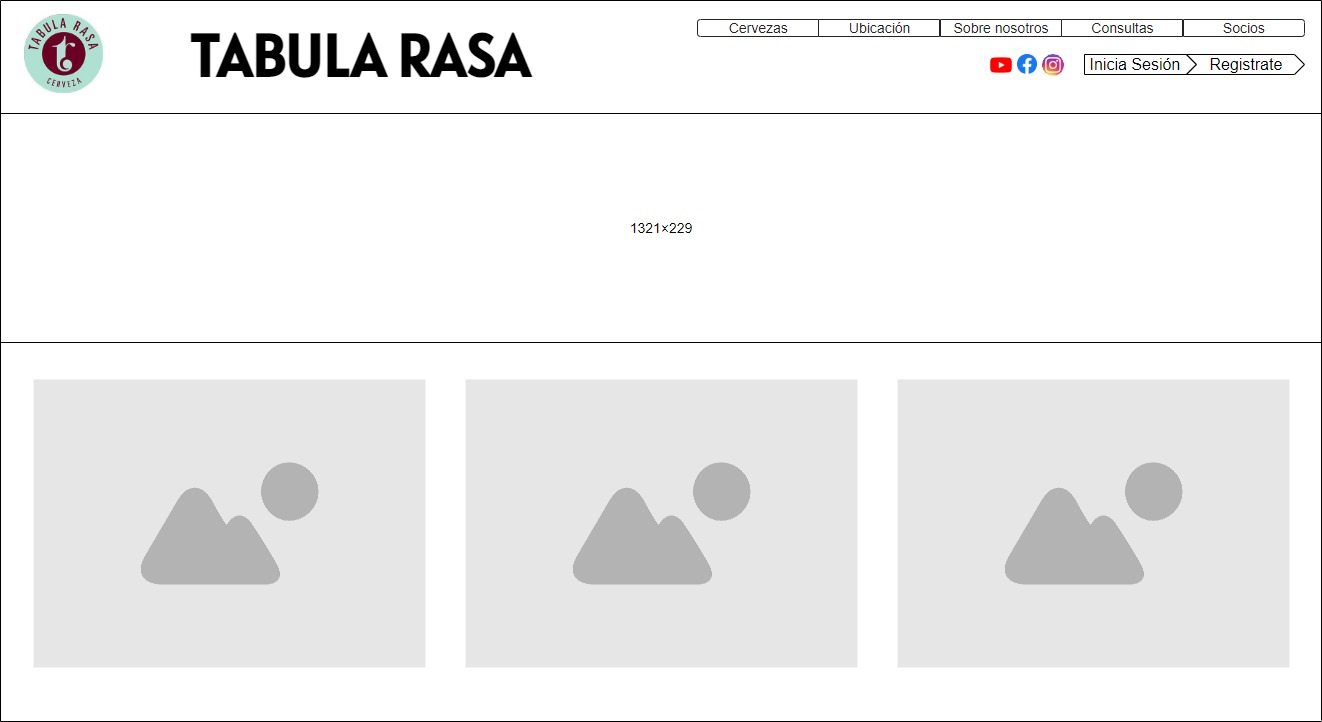 TABULA RASA
t.
CERVEZA
TABULA RASA
Cervezas
Ubicación
Sobre nosotros
Consultas
Socios
Inicia Sesión
Registrate
1321×229